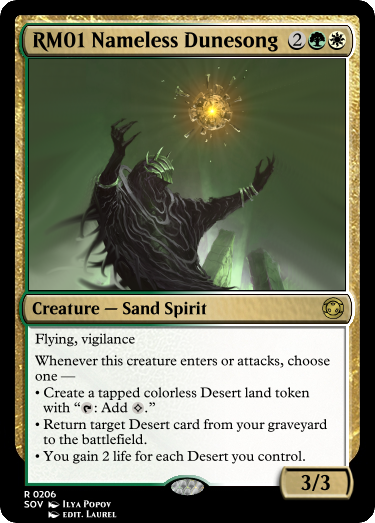 RM01 Nameless Dunesong 2
Creature — Sand Spirit
Flying, vigilance
Whenever this creature enters or attacks, choose
one —
• Create a tapped colorless Desert land token
with “: Add .”
• Return target Desert card from your graveyard
to the battlefield.
• You gain 2 life for each Desert you control.
3/3
R 0206
SOV Ilya Popov
edit. Laurel